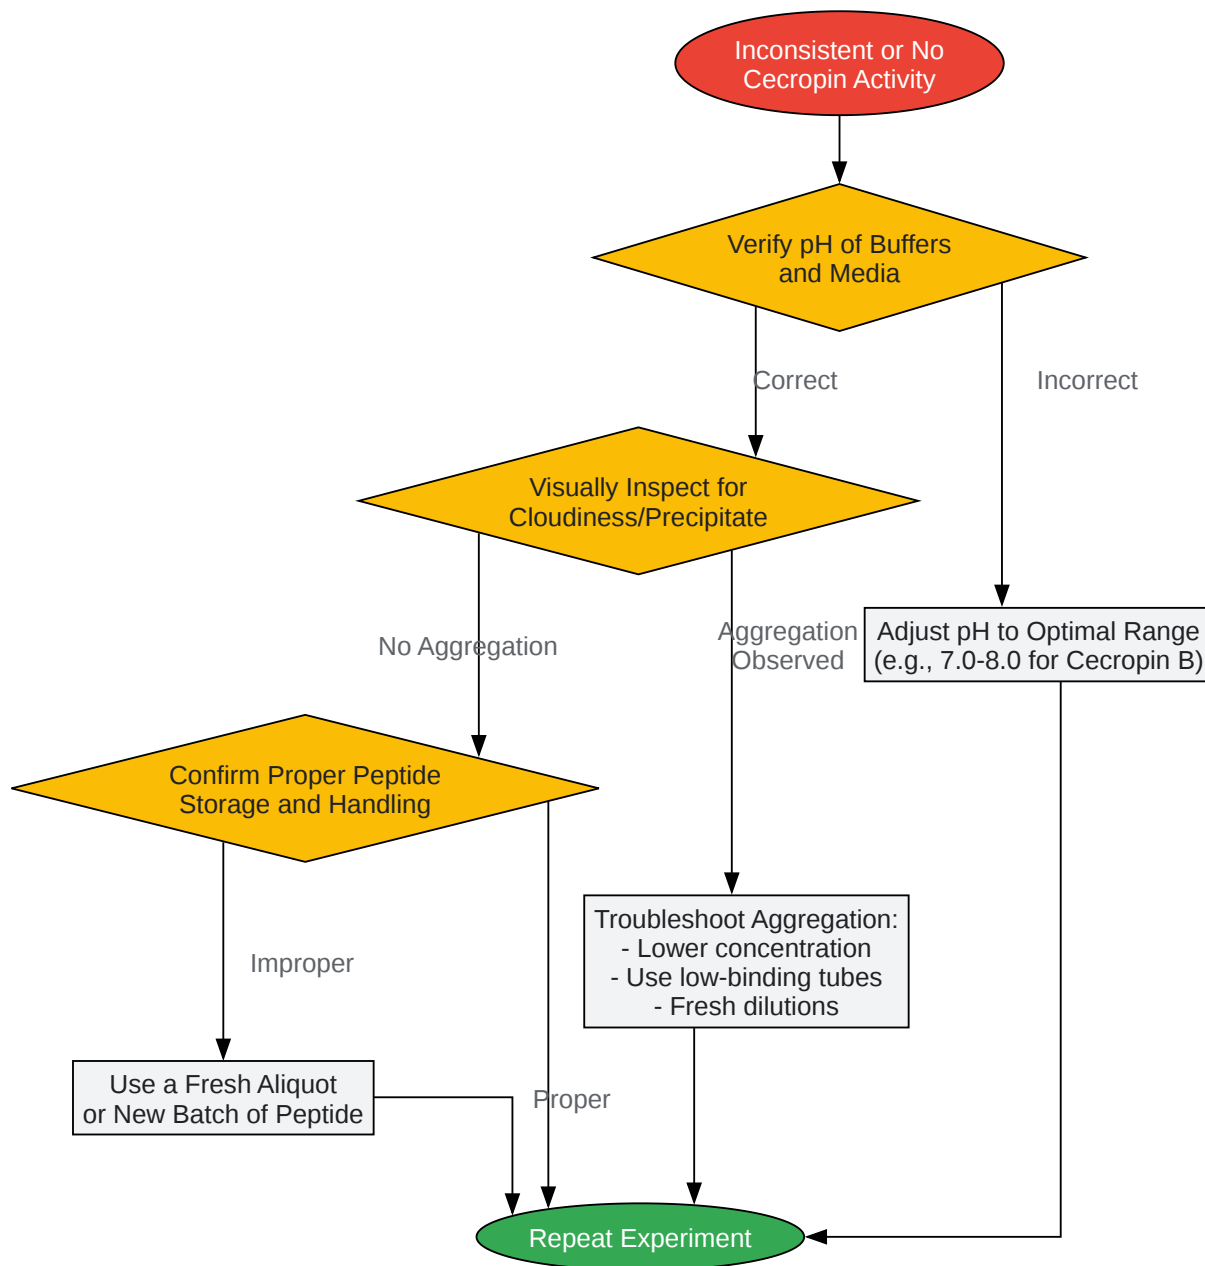 Inconsistent or No
Cecropin Activity
Verify pH of Buffers
and Media
Correct
Incorrect
Visually Inspect for
Cloudiness/Precipitate
No Aggregation
Aggregation
Observed
Adjust pH to Optimal Range
(e.g., 7.0-8.0 for Cecropin B)
Confirm Proper Peptide
Storage and Handling
Improper
Troubleshoot Aggregation:
- Lower concentration
- Use low-binding tubes
- Fresh dilutions
Use a Fresh Aliquot
or New Batch of Peptide
Proper
Repeat Experiment